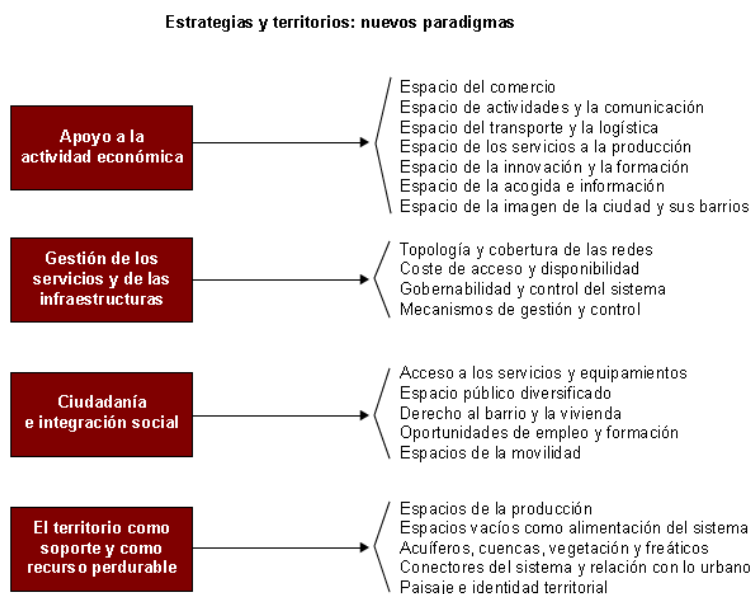 Estrategias y territorios: nuevos paradigmas
Apoyo a la
actividad económica
Espacio del comercio
Espacio de actividades y la comunicación
Espacio del transporte y la logística
Espacio de los servicios a la producción
Espacio de la innovación y la formación
Espacio de la acogida e información
Espacio de la imagen de la ciudad y sus barrios
Gestión de los
servicios y de las
infraestructuras
Topología y cobertura de las redes
Coste de acceso y disponibilidad
Gobernabilidad y control del sistema
Mecanismos de gestión y control
Ciudadanía
e integración social
Acceso a los servicios y equipamientos
Espacio público diversificado
Derecho al barrio y la vivienda
Oportunidades de empleo y formación
Espacios de la movilidad
El territorio como
soporte y como
recurso perdurable
Espacios de la producción
Espacios vacíos como alimentación del sistema
Acuíferos, cuencas, vegetación y freáticos
Conectores del sistema y relación con lo urbano
Paisaje e identidad territorial